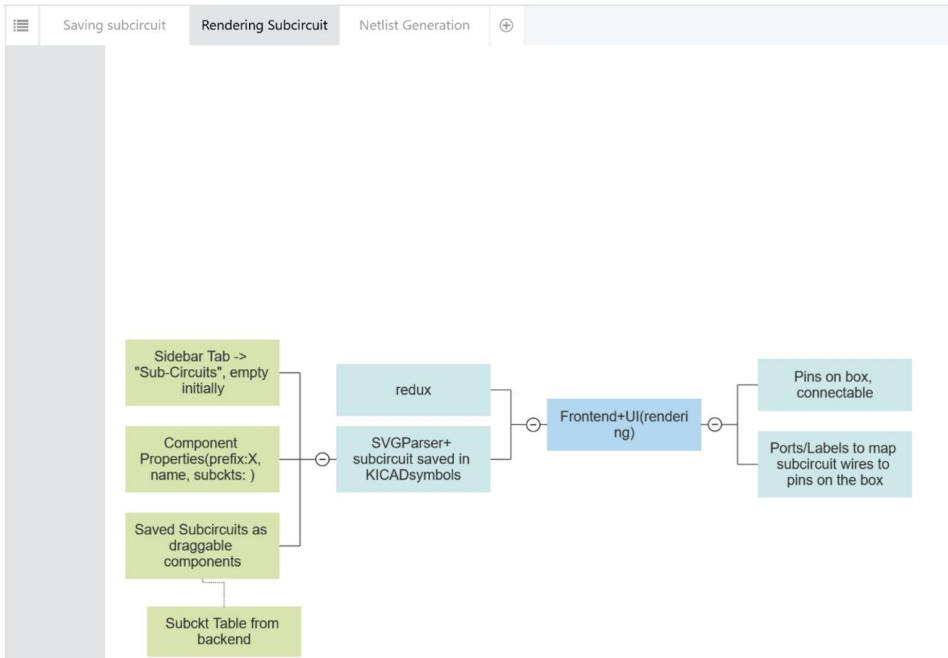 Saving subcircuit
Rendering Subcircuit
Netlist Generation
Sidebar Tab ->
"Sub-Circuits", empty
initially
Component
Properties(prefix:X,
name, subckts: )
Saved Subcircuits as
draggable
components
Subckt Table from
backend
redux
SVGParser+
subcircuit saved in
KICADsymbols
Frontend+UI(renderi
ng)
Pins on box,
connectable
Ports/Labels to map
subcircuit wires to
pins on the box